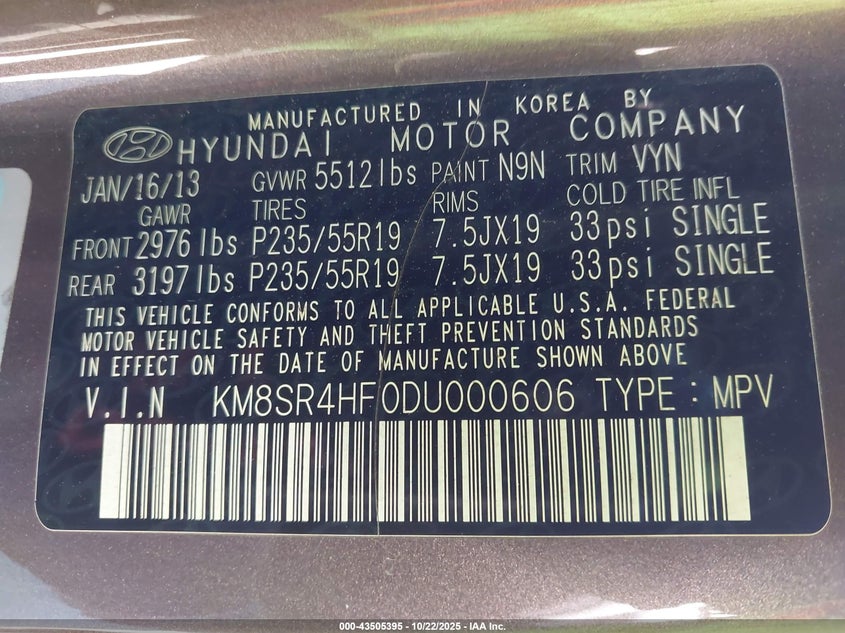 MANUFACTURED IN KOREA BY
HYUNDAI MOTOR COMPANY
JAN/16/13 GVWR 5512lbs PAINT N9N TRIM VYN
GAWR TIRES RIMS COLD TIRE INFL
FRONT 2976 lbs P235/55R19 7.5JX19 33psi SINGLE
REAR 3197 lbs P235/55R19 7.5JX19 33psi SINGLE
THIS VEHICLE CONFORMS TO ALL APPLICABLE U.S.A. FEDERAL
MOTOR VEHICLE SAFETY AND THEFT PREVENTION STANDARDS
IN EFFECT ON THE DATE OF MANUFACTURE SHOWN ABOVE
V.I.N KM8SR4HF0DU000606 TYPE : MPV
000-43505395 - 10/22/2025 - IAA Inc.